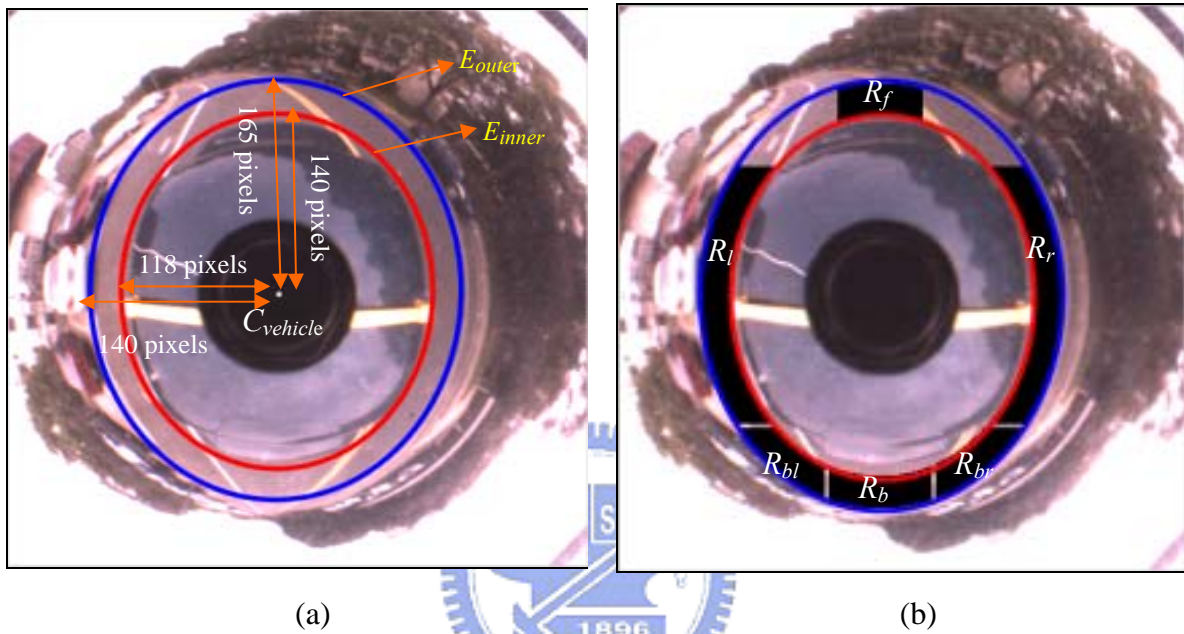 E_outer
E_inner
165 pixels
140 pixels
118 pixels
C_vehicle
140 pixels
R_f
R_l
R_r
R_bl
R_b
R_br
S
1896
(a)
(b)